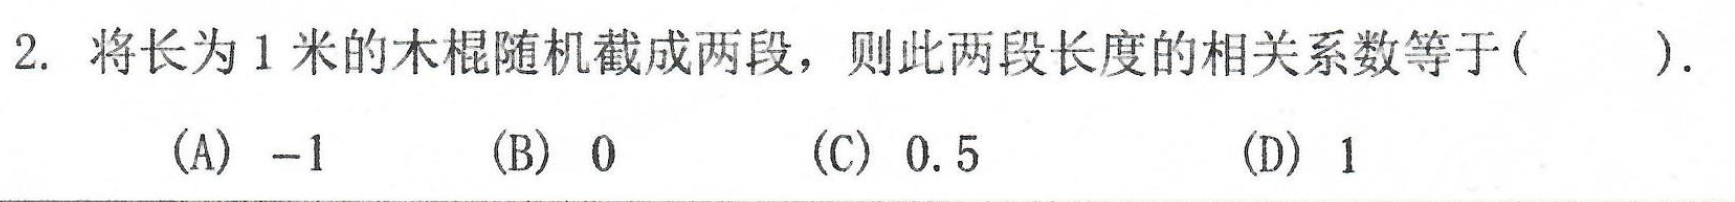 2. 将长为1米的木棍随机截成两段，则此两段长度的相关系数等于( ).
(A) -1 (B) 0 (C) 0.5 (D) 1